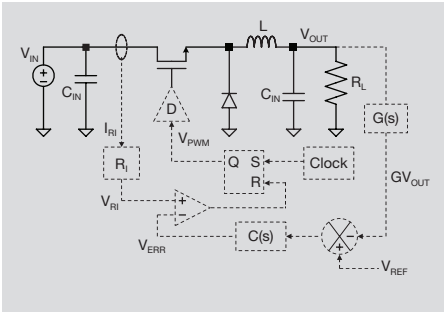 L
V_OUT
V_IN
+
−
C_IN
D
C_IN
R_L
G(s)
I_RI
V_PWM
R_I
Q S
R
Clock
V_RI
+
−
GV_OUT
V_ERR
C(s)
−
+
V_REF